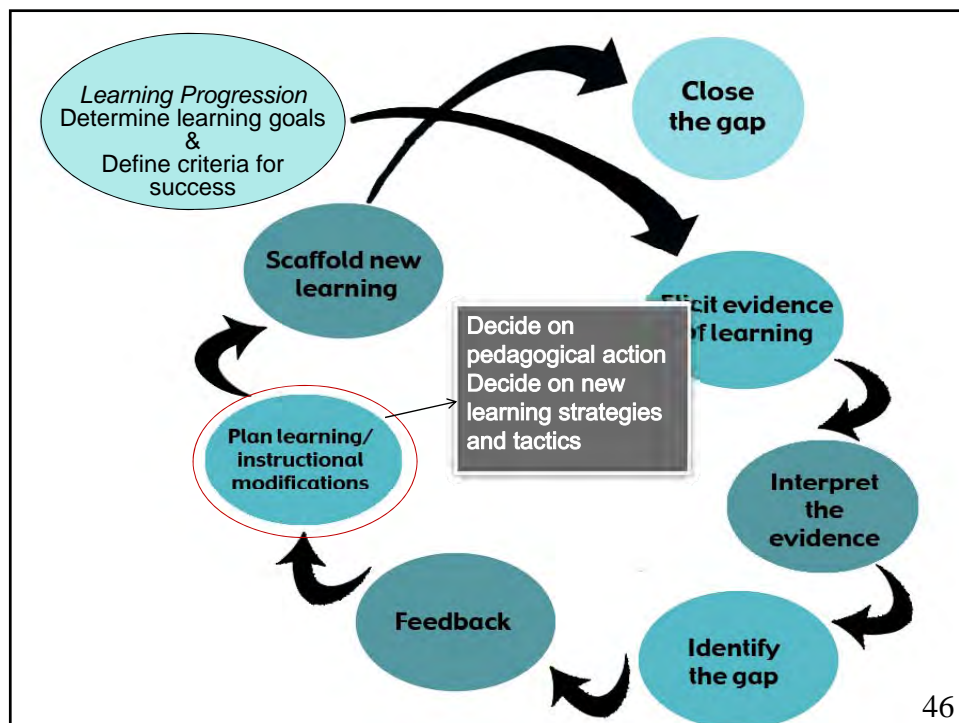 Learning Progression
Determine learning goals
&
Define criteria for
success
Close
the gap
Scaffold new
learning
Elicit evidence
of learning
Decide on
pedagogical action
Decide on new
learning strategies
and tactics
Plan learning/
instructional
modifications
Interpret
the
evidence
Feedback
Identify
the gap
46